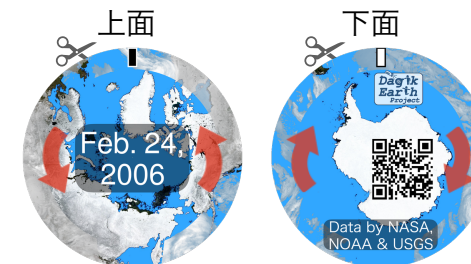 上面
下面
Feb. 24
2006
Dagik
Earth
Project
Data by NASA,
NOAA & USGS